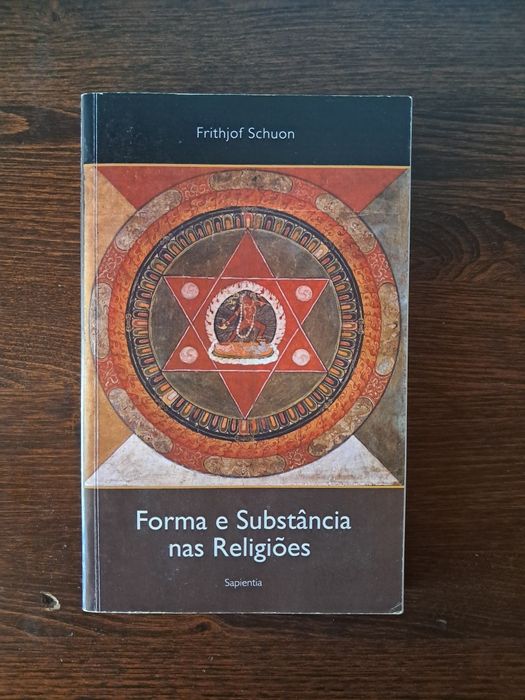 Frithjof Schuon
Forma e Substância
nas Religiões
Sapientia